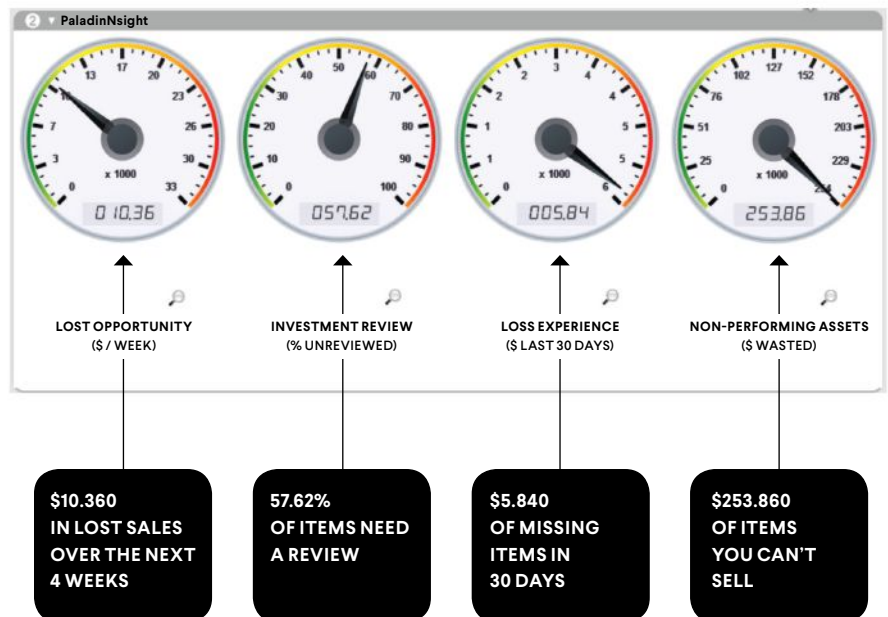 2 ▼ PaladinNsight
0
3
7
10
13
17
20
23
26
30
33
x 1000
010,36
0
10
20
30
40
50
60
70
80
90
100
057,62
0
1
1
2
2
3
4
4
5
5
6
x 1000
005,84
0
25
51
76
102
127
152
178
203
229
254
x 1000
253,86
LOST OPPORTUNITY
($ / WEEK)
INVESTMENT REVIEW
(% UNREVIEWED)
LOSS EXPERIENCE
($ LAST 30 DAYS)
NON-PERFORMING ASSETS
($ WASTED)
$10.360
IN LOST SALES
OVER THE NEXT
4 WEEKS
57.62%
OF ITEMS NEED
A REVIEW
$5.840
OF MISSING
ITEMS IN
30 DAYS
$253.860
OF ITEMS
YOU CAN'T
SELL